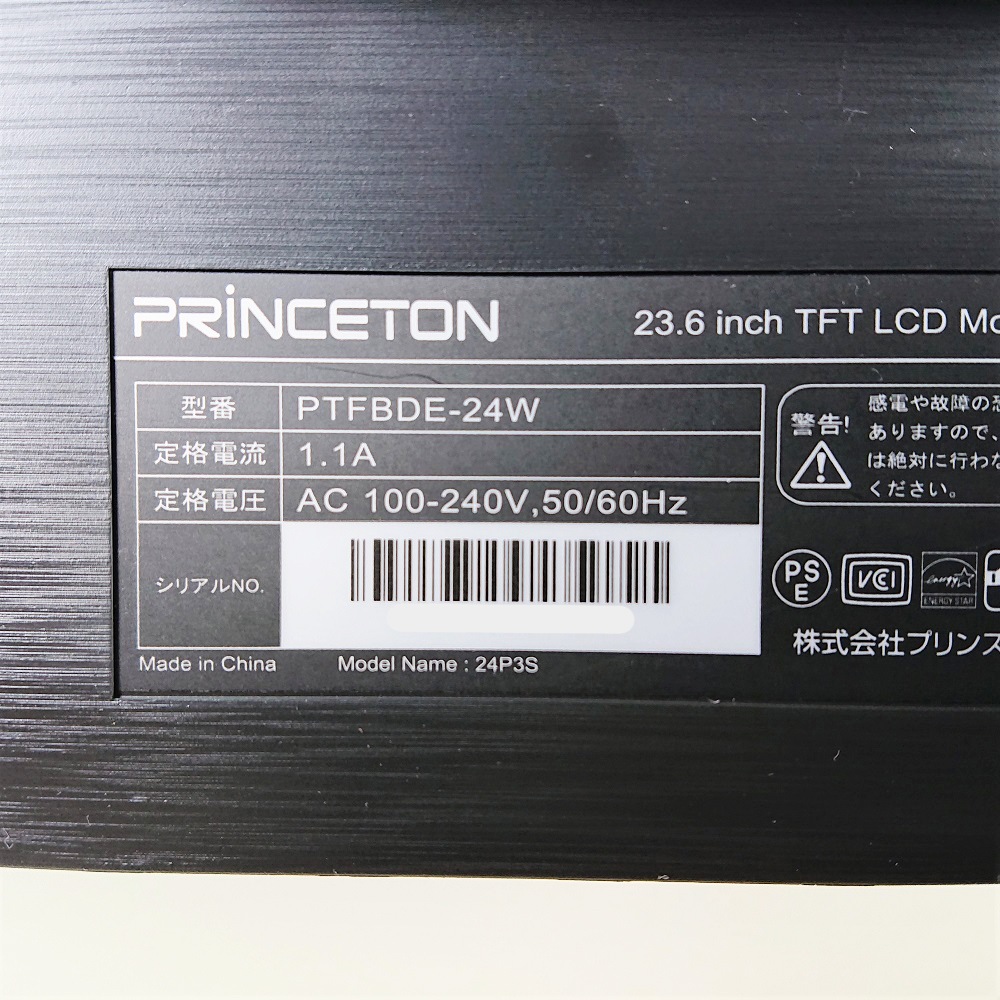 PRINCETON
23.6 inch TFT LCD
型番 PTFBDE-24W
定格電流 1.1A
定格電圧 AC 100-240V,50/60Hz
シリアルNO.
Made in China Model Name : 24P3S
警告!
感電や故障の
ありますので、
は絶対に行わ
ください。
PS
E
VCCI
energy
ENERGY STAR
株式会社プリンス